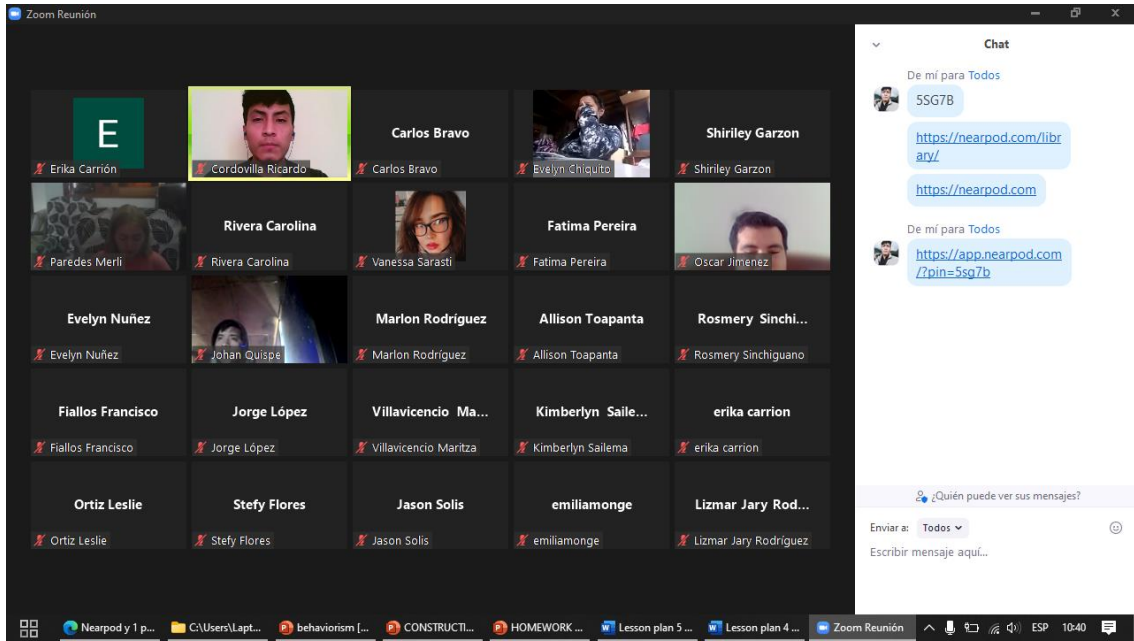 Zoom Reunión
E
Erika Carrión
Cordovilla Ricardo
Carlos Bravo
Carlos Bravo
Evelyn Chiquito
Shiriley Garzon
Shiriley Garzon
Paredes Merli
Rivera Carolina
Rivera Carolina
Vanessa Sarasti
Fatima Pereira
Fatima Pereira
Oscar Jimenez
Evelyn Nuñez
Evelyn Nuñez
Johan Quispe
Marlon Rodríguez
Marlon Rodríguez
Allison Toapanta
Allison Toapanta
Rosmery Sinchi...
Rosmery Sinchiguano
Fiallos Francisco
Fiallos Francisco
Jorge López
Jorge López
Villavicencio Ma...
Villavicencio Maritza
Kimberlyn Saile...
Kimberlyn Sailema
erika carrion
erika carrion
Ortiz Leslie
Ortiz Leslie
Stefy Flores
Stefy Flores
Jason Solis
Jason Solis
emiliamonge
emiliamonge
Lizmar Jary Rod...
Lizmar Jary Rodríguez
Chat
De mí para Todos
5SG7B
https://nearpod.com/libr
ary/
https://nearpod.com
De mí para Todos
https://app.nearpod.com
/?pin=5sg7b
¿Quién puede ver sus mensajes?
Enviar a: Todos
Escribir mensaje aquí...
Nearpod y 1 p...
C:\Users\Lapt...
behaviorism [...
CONSTRUCTI...
HOMEWORK ...
Lesson plan 5 ...
Lesson plan 4 ...
Zoom Reunión
ESP
10:40